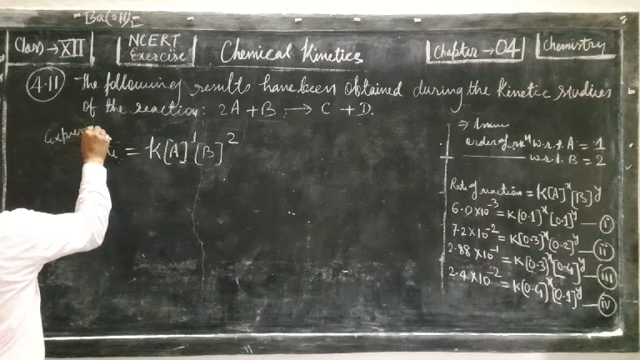 Ba(OH)
Class → XII
NCERT
Exercise
Chemical Kinetics
Chapter → 04
Chemistry
4.11 The following results have been obtained during the Kinetic studies
of the reaction: 2A + B → C + D.
= K[A]¹[B]²
⇒
order of rxⁿ w.r.t. A = 1
w.r.t. B = 2
Rate of reaction = K[A]ˣ[B]ʸ
6.0×10⁻³ = K[0.1]ˣ[0.1]ʸ (i)
7.2×10⁻² = K[0.3]ˣ[0.2]ʸ (ii)
2.88×10⁻¹ = K[0.3]ˣ[0.4]ʸ (iii)
2.4×10⁻² = K[0.4]ˣ[0.1]ʸ (iv)